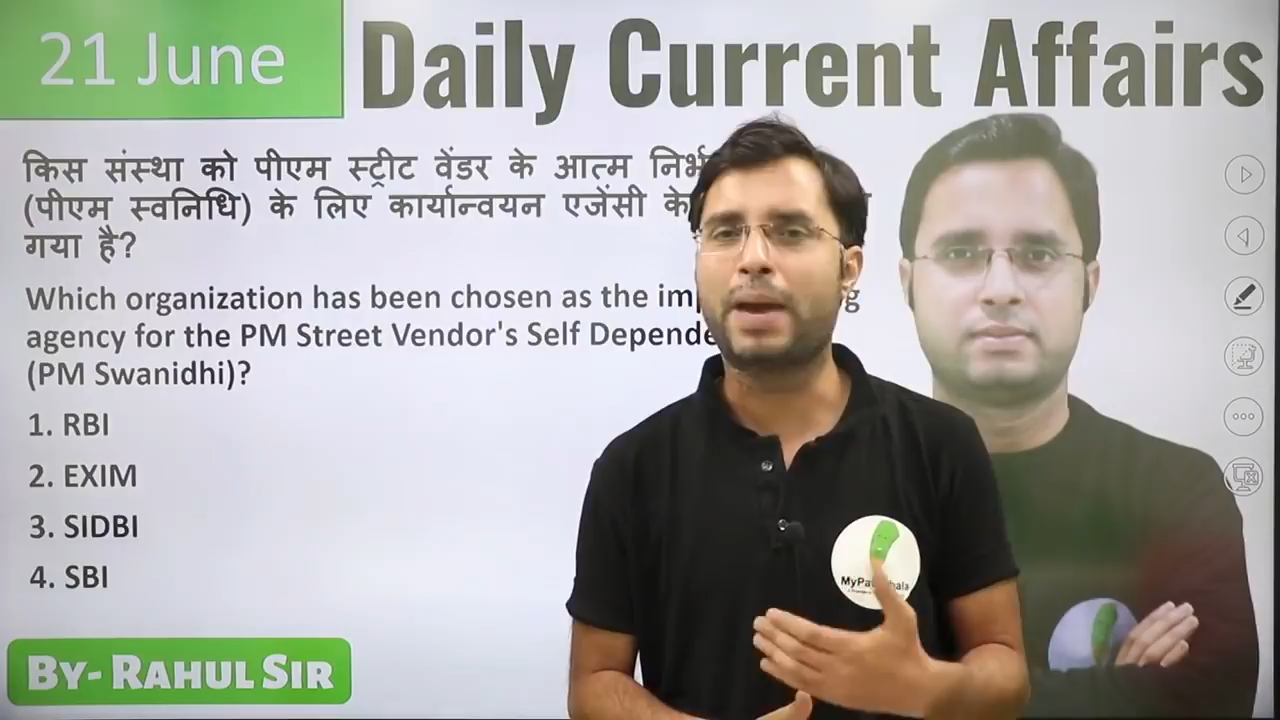 21 June
Daily Current Affairs
किस संस्था को पीएम स्ट्रीट वेंडर के आत्म
(पीएम स्वनिधि) के लिए कार्यान्वयन एजेंसी के
गया है?
Which organization has been chosen as the
agency for the PM Street Vendor's Self
(PM Swanidhi)?
1. RBI
2. EXIM
3. SIDBI
4. SBI
By- Rahul Sir